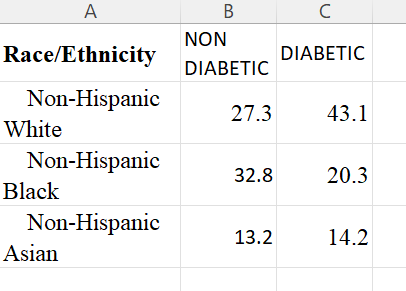 A B C
Race/Ethnicity NON DIABETIC DIABETIC
Non-Hispanic White 27.3 43.1
Non-Hispanic Black 32.8 20.3
Non-Hispanic Asian 13.2 14.2